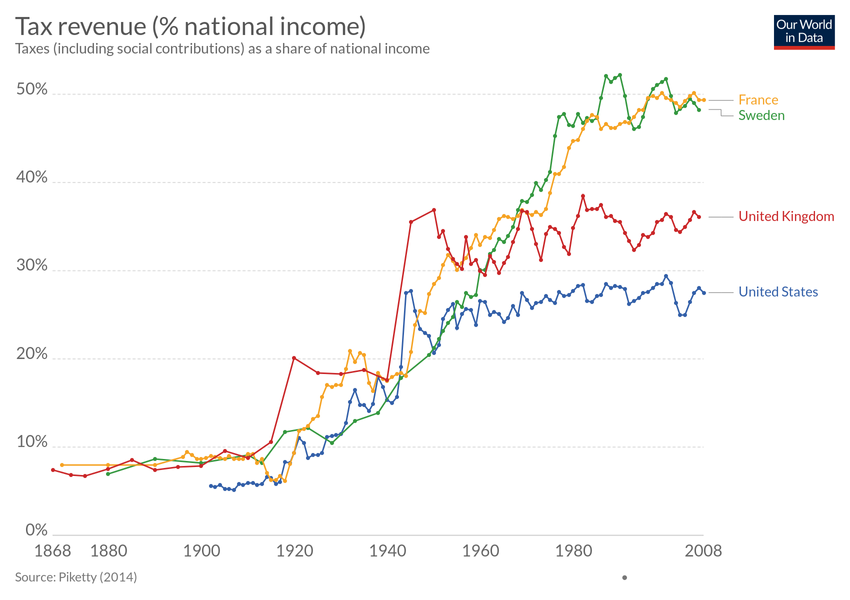 Tax revenue (% national income)
Taxes (including social contributions) as a share of national income
Our World
in Data
50%
40%
30%
20%
10%
0%
France
Sweden
United Kingdom
United States
1868 1880 1900 1920 1940 1960 1980 2008
Source: Piketty (2014)